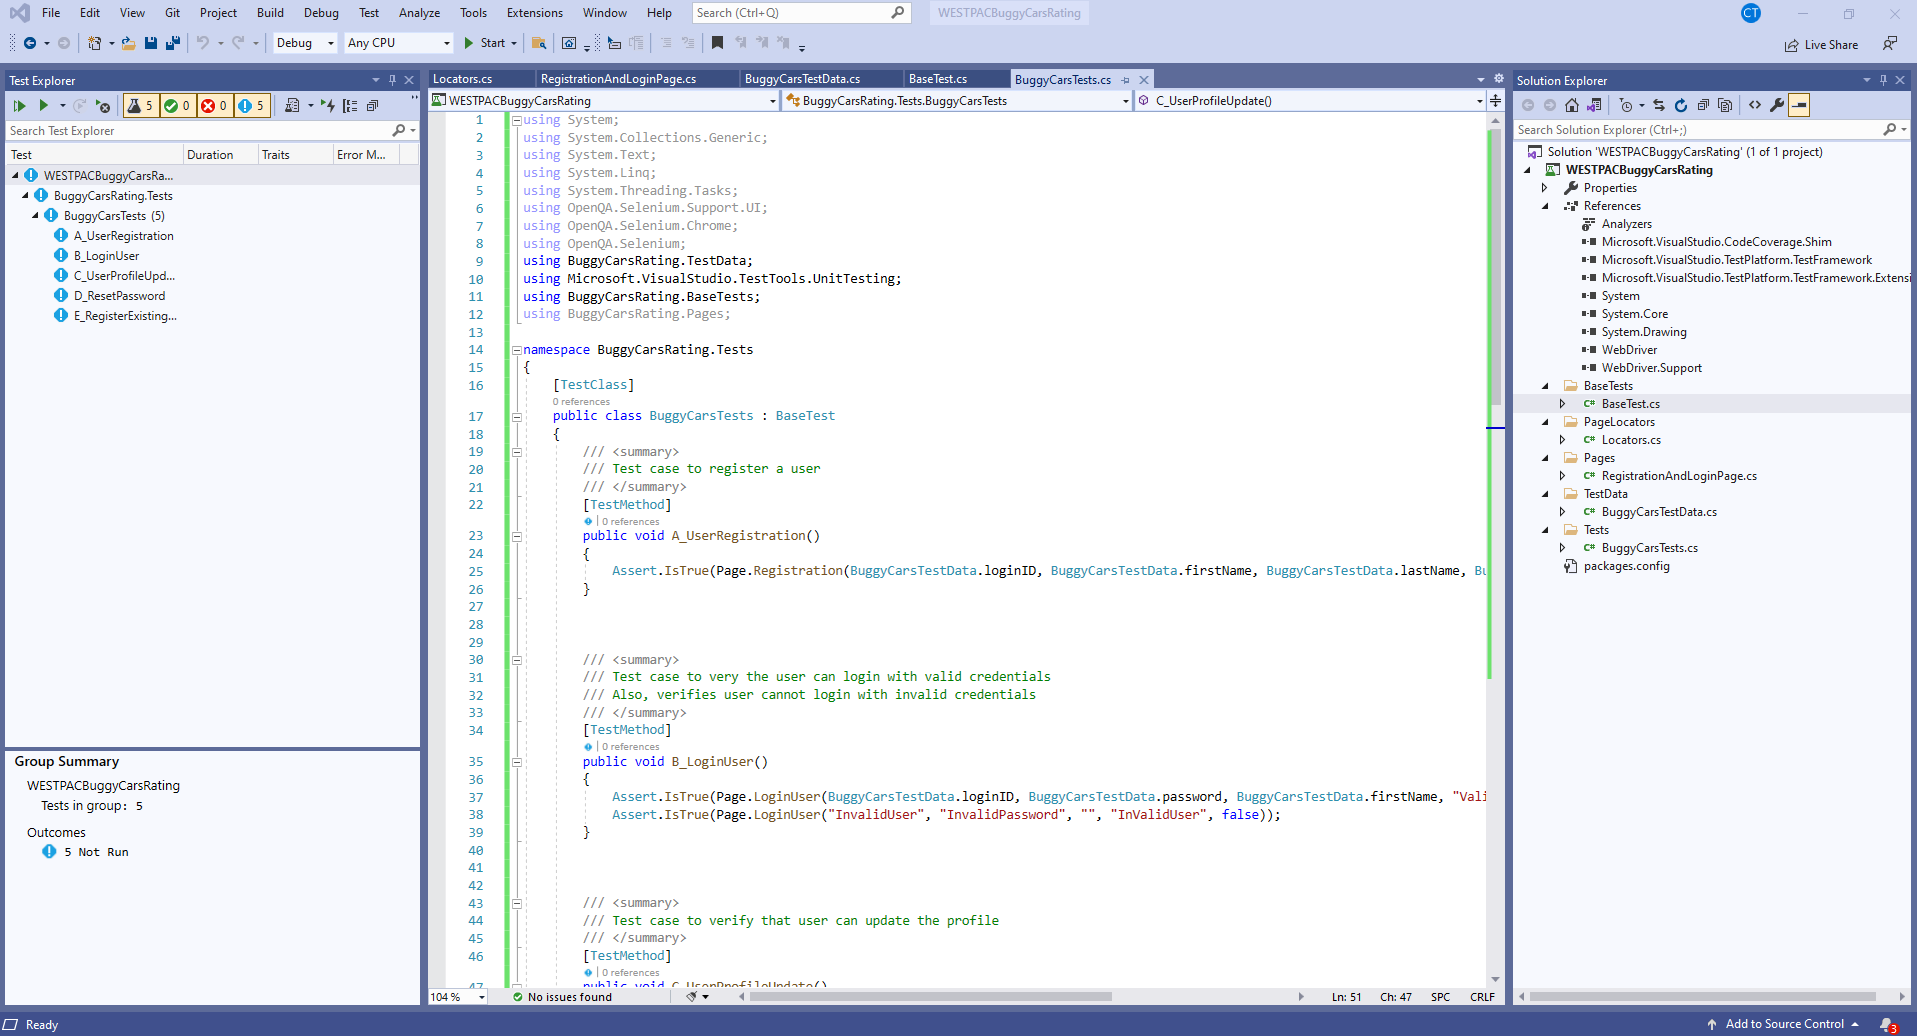 File Edit View Git Project Build Debug Test Analyze Tools Extensions Window Help Search (Ctrl+Q) WESTPACBuggyCarsRating CT
Debug Any CPU Start Live Share
Test Explorer
5 0 0 5
Search Test Explorer
Test Duration Traits Error M...
WESTPACBuggyCarsRa...
BuggyCarsRating.Tests
BuggyCarsTests (5)
A_UserRegistration
B_LoginUser
C_UserProfileUpd...
D_ResetPassword
E_RegisterExisting...
Group Summary
WESTPACBuggyCarsRating
Tests in group: 5
Outcomes
5 Not Run
Locators.cs RegistrationAndLoginPage.cs BuggyCarsTestData.cs BaseTest.cs BuggyCarsTests.cs
WESTPACBuggyCarsRating BuggyCarsRating.Tests.BuggyCarsTests C_UserProfileUpdate()
1 using System;
2 using System.Collections.Generic;
3 using System.Text;
4 using System.Linq;
5 using System.Threading.Tasks;
6 using OpenQA.Selenium.Support.UI;
7 using OpenQA.Selenium.Chrome;
8 using OpenQA.Selenium;
9 using BuggyCarsRating.TestData;
10 using Microsoft.VisualStudio.TestTools.UnitTesting;
11 using BuggyCarsRating.BaseTests;
12 using BuggyCarsRating.Pages;
13
14 namespace BuggyCarsRating.Tests
15 {
16 [TestClass]
0 references
17 public class BuggyCarsTests : BaseTest
18 {
19 /// <summary>
20 /// Test case to register a user
21 /// </summary>
22 [TestMethod]
0 references
23 public void A_UserRegistration()
24 {
25 Assert.IsTrue(Page.Registration(BuggyCarsTestData.loginID, BuggyCarsTestData.firstName, BuggyCarsTestData.lastName, Bu
26 }
27
28
29
30 /// <summary>
31 /// Test case to very the user can login with valid credentials
32 /// Also, verifies user cannot login with invalid credentials
33 /// </summary>
34 [TestMethod]
0 references
35 public void B_LoginUser()
36 {
37 Assert.IsTrue(Page.LoginUser(BuggyCarsTestData.loginID, BuggyCarsTestData.password, BuggyCarsTestData.firstName, "Vali
38 Assert.IsTrue(Page.LoginUser("InvalidUser", "InvalidPassword", "", "InValidUser", false));
39 }
40
41
42
43 /// <summary>
44 /// Test case to verify that user can update the profile
45 /// </summary>
46 [TestMethod]
0 references
47 public void C_UserProfileUpdate()
104 % No issues found Ln: 51 Ch: 47 SPC CRLF
Solution Explorer
Search Solution Explorer (Ctrl+;)
Solution 'WESTPACBuggyCarsRating' (1 of 1 project)
WESTPACBuggyCarsRating
Properties
References
Analyzers
Microsoft.VisualStudio.CodeCoverage.Shim
Microsoft.VisualStudio.TestPlatform.TestFramework
Microsoft.VisualStudio.TestPlatform.TestFramework.Extensi
System
System.Core
System.Drawing
WebDriver
WebDriver.Support
BaseTests
C# BaseTest.cs
PageLocators
C# Locators.cs
Pages
C# RegistrationAndLoginPage.cs
TestData
C# BuggyCarsTestData.cs
Tests
C# BuggyCarsTests.cs
packages.config
Ready Add to Source Control 3